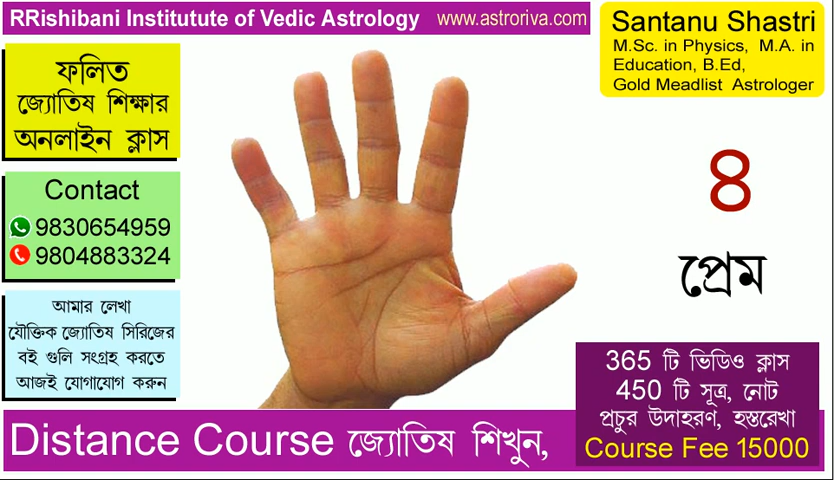 RRishibani Institutute of Vedic Astrology www.astroriva.com
Santanu Shastri
M.Sc. in Physics, M.A. in
Education, B.Ed,
Gold Meadlist Astrologer
ফলিত
জ্যোতিষ শিক্ষার
অনলাইন ক্লাস
Contact
9830654959
9804883324
আমার লেখা
যৌক্তিক জ্যোতিষ সিরিজের
বই গুলি সংগ্রহ করতে
আজই যোগাযোগ করুন
৪
প্রেম
365 টি ভিডিও ক্লাস
450 টি সূত্র, নোট
প্রচুর উদাহরণ, হস্তরেখা
Course Fee 15000
Distance Course জ্যোতিষ শিখুন,